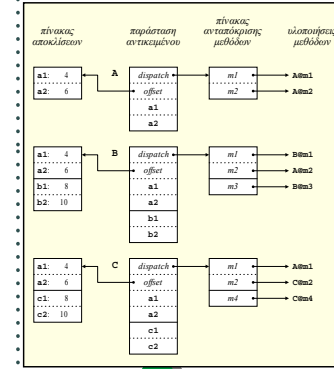 πίνακας αποκλίσεων
παράσταση αντικειμένου
πίνακας ανταπόκρισης μεθόδων
υλοποιήσεις μεθόδων
A
a1: 4
a2: 6
dispatch
offset
a1
a2
m1
m2
A@m1
A@m2
B
a1: 4
a2: 6
b1: 8
b2: 10
dispatch
offset
a1
a2
b1
b2
m1
m2
m3
B@m1
A@m2
B@m3
C
a1: 4
a2: 6
c1: 8
c2: 10
dispatch
offset
a1
a2
c1
c2
m1
m2
m4
A@m1
C@m2
C@m4